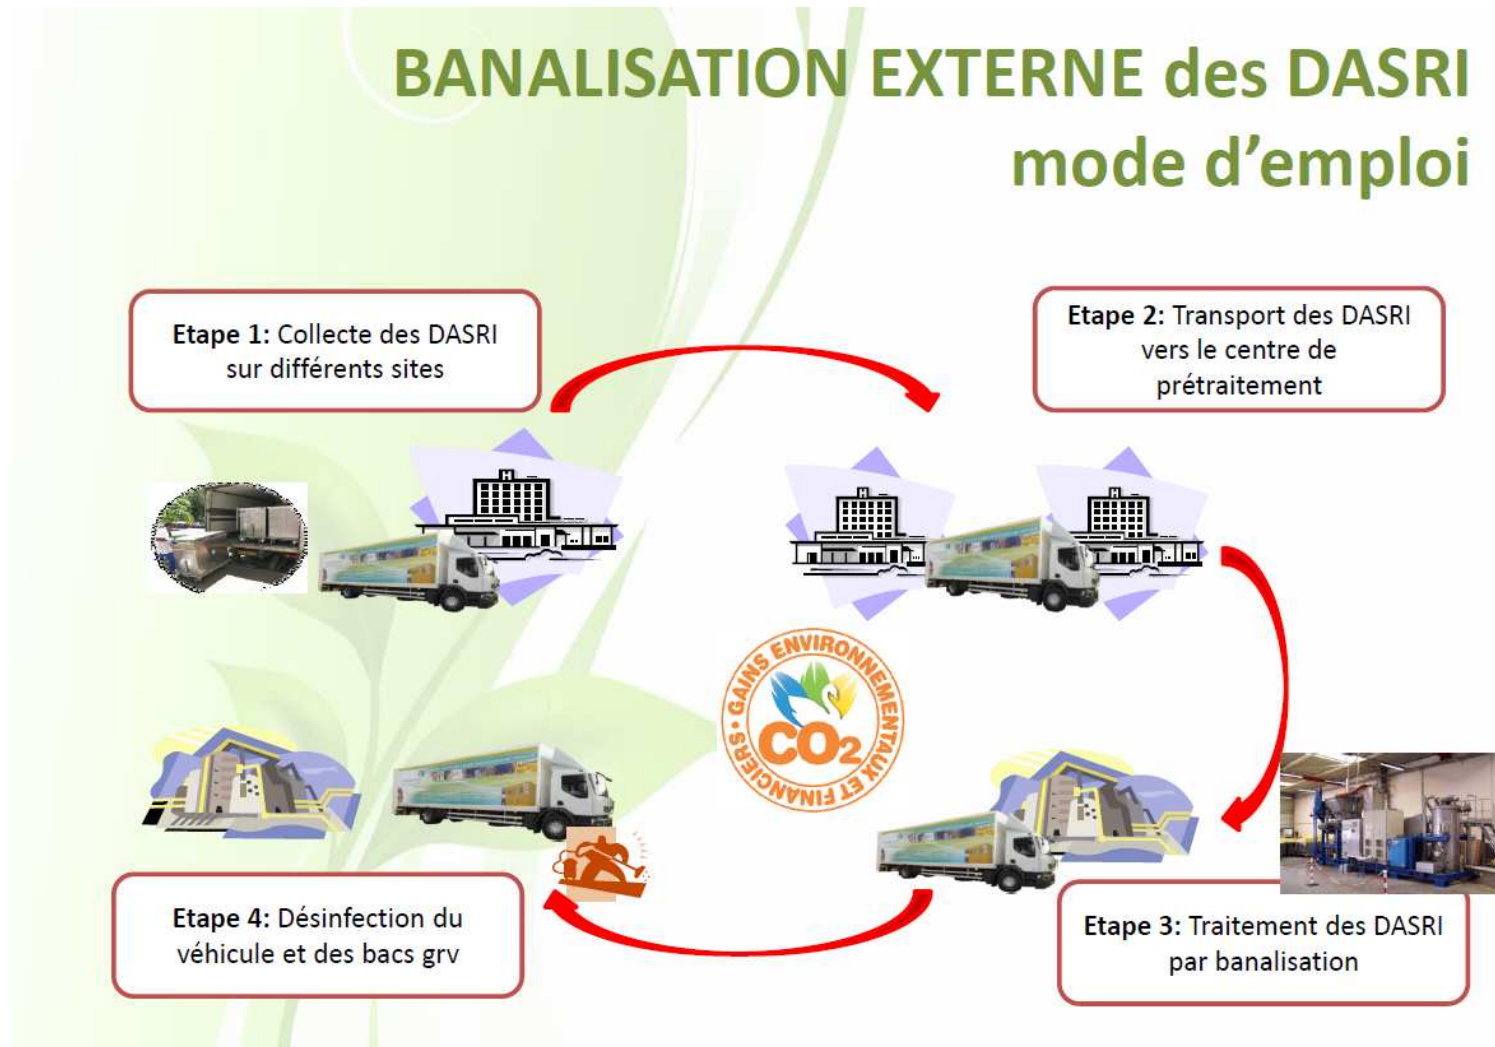 BANALISATION EXTERNE des DASRI
mode d’emploi
Etape 1: Collecte des DASRI
sur différents sites
Etape 2: Transport des DASRI
vers le centre de
prétraitement
H
H
H
GAINS ENVIRONNEMENTAUX ET FINANCIERS •
CO2
Etape 4: Désinfection du
véhicule et des bacs grv
Etape 3: Traitement des DASRI
par banalisation